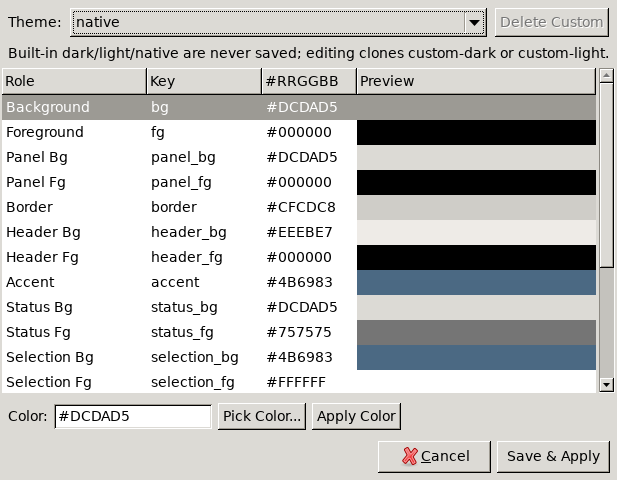 Theme: native Delete Custom
Built-in dark/light/native are never saved; editing clones custom-dark or custom-light.
Role Key #RRGGBB Preview
Background bg #DCDAD5
Foreground fg #000000
Panel Bg panel_bg #DCDAD5
Panel Fg panel_fg #000000
Border border #CFCDC8
Header Bg header_bg #EEEBE7
Header Fg header_fg #000000
Accent accent #4B6983
Status Bg status_bg #DCDAD5
Status Fg status_fg #757575
Selection Bg selection_bg #4B6983
Selection Fg selection_fg #FFFFFF
Color: #DCDAD5 Pick Color... Apply Color
Cancel Save & Apply